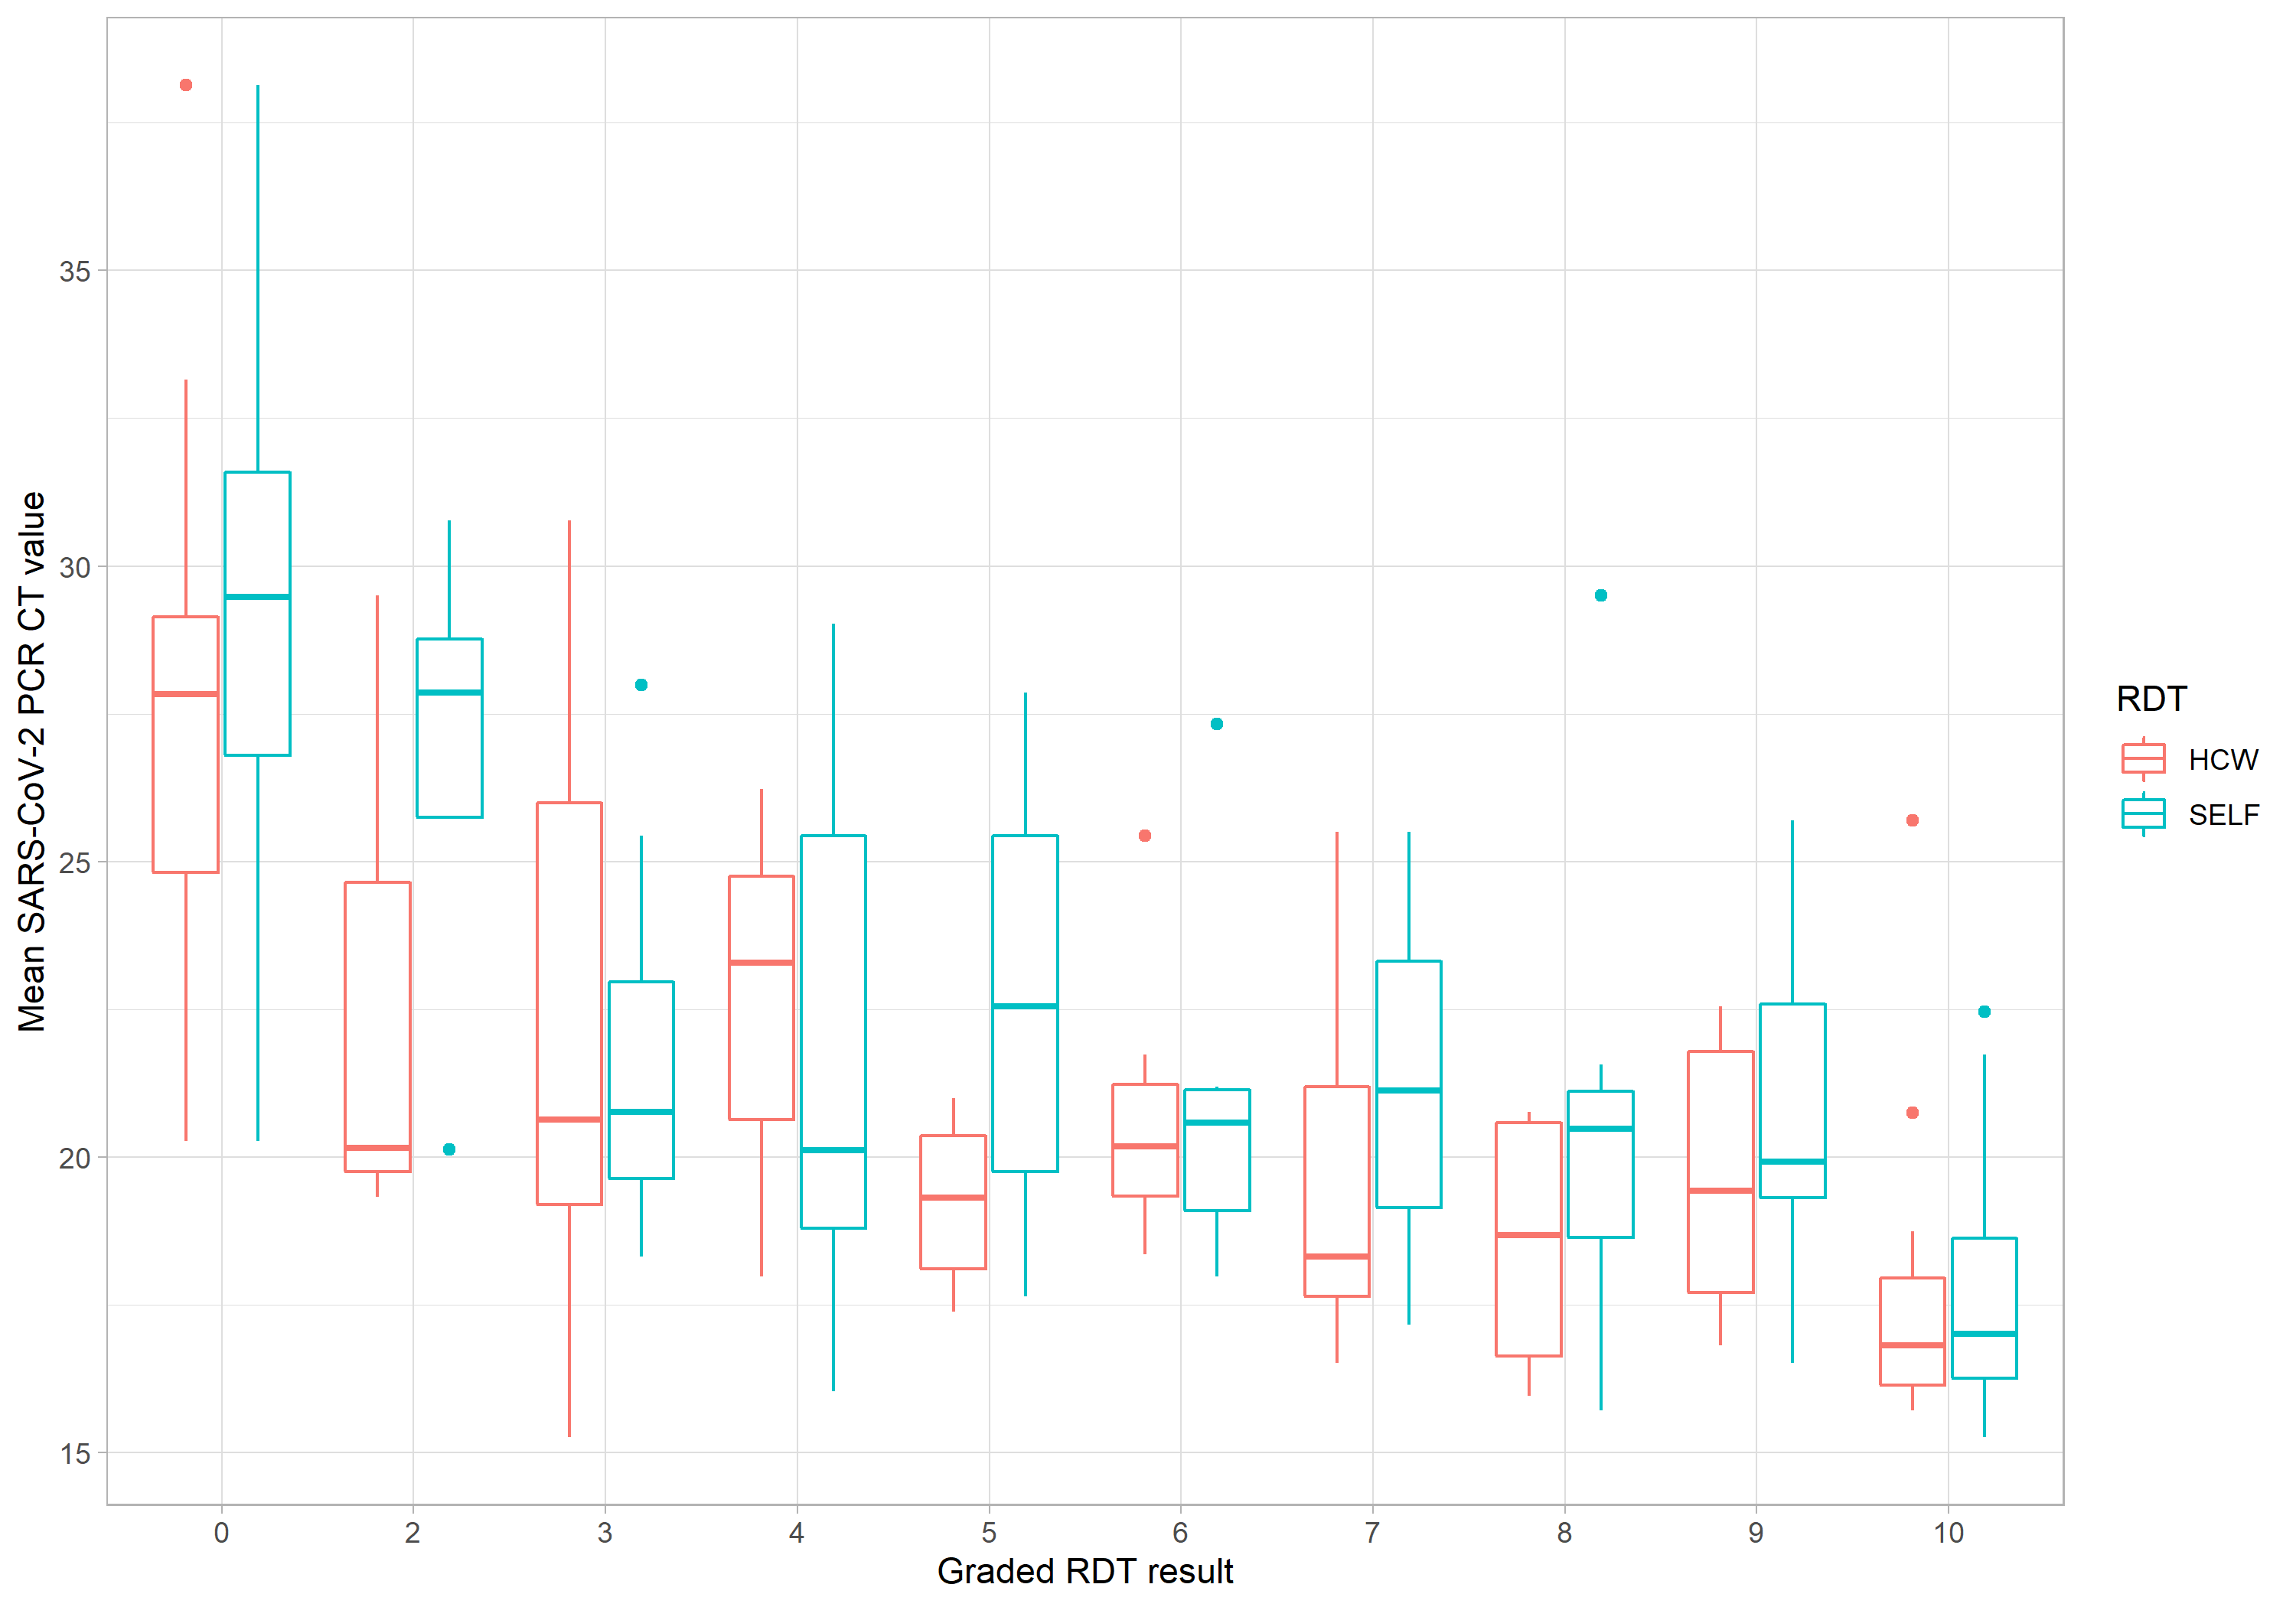 Mean SARS-CoV-2 PCR CT value
35
30
25
20
15
0 2 3 4 5 6 7 8 9 10
Graded RDT result
RDT
HCW
SELF